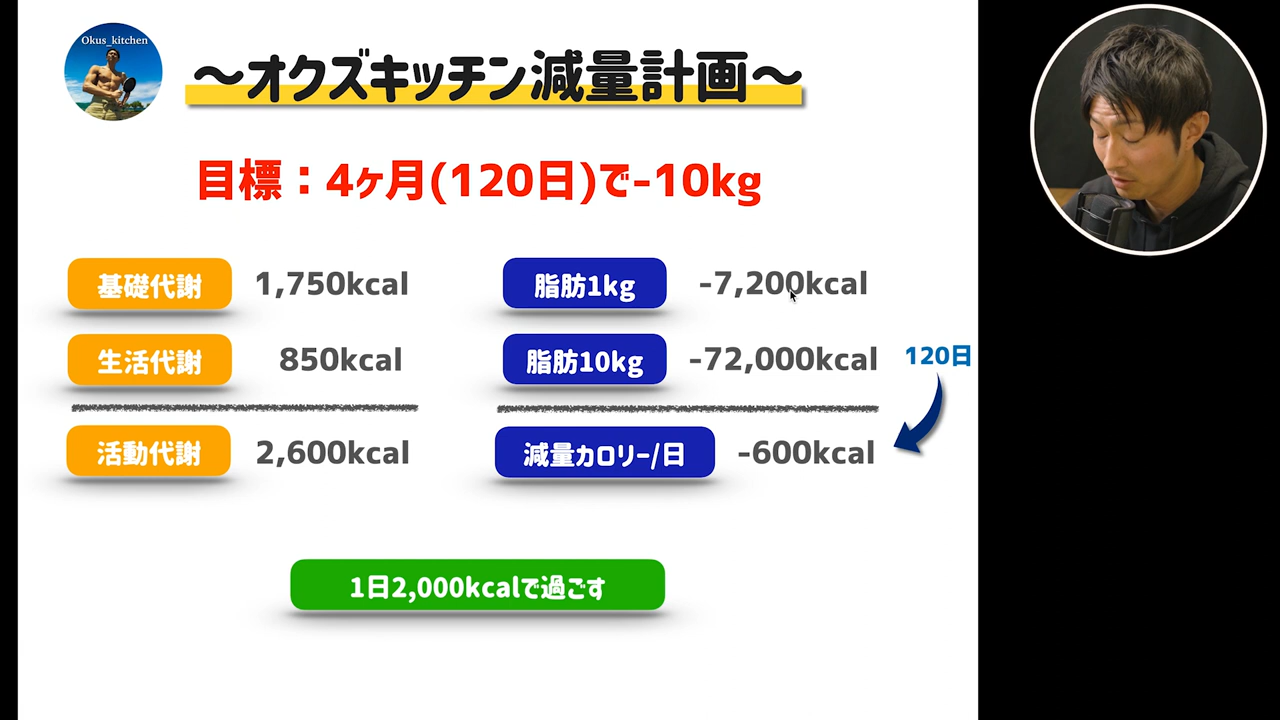 Okus_kitchen
〜オクズキッチン減量計画〜
目標：4ヶ月(120日)で-10kg
基礎代謝 1,750kcal
生活代謝 850kcal
活動代謝 2,600kcal
脂肪1kg -7,200kcal
脂肪10kg -72,000kcal
120日
減量カロリー/日 -600kcal
1日2,000kcalで過ごす